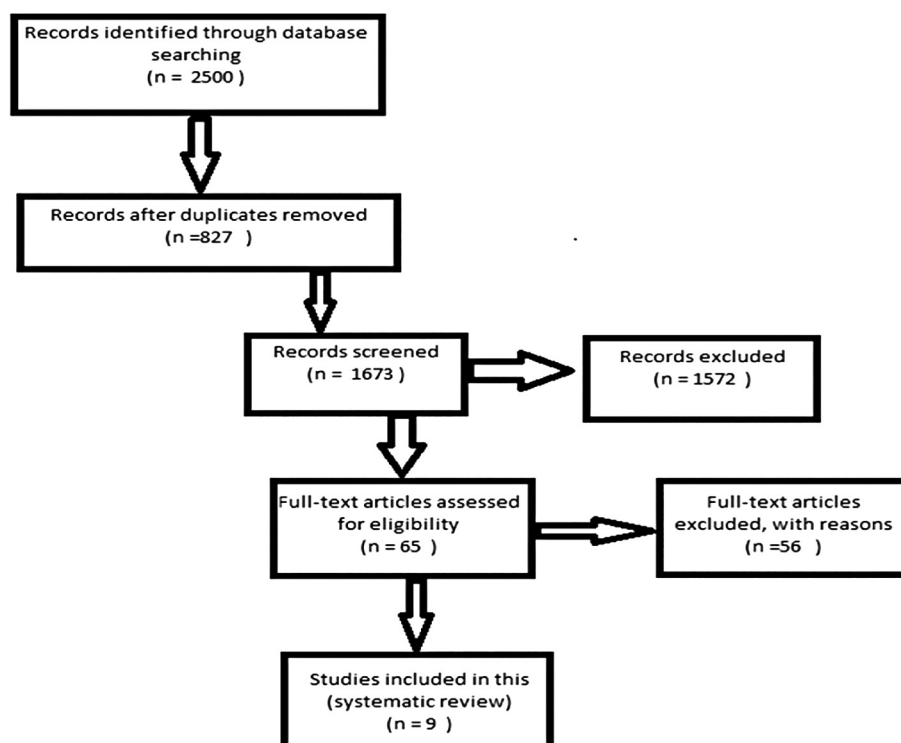 Records identified through database
searching
(n = 2500 )
Records after duplicates removed
(n =827 )
Records screened
(n = 1673)
Records excluded
(n = 1572 )
Full-text articles assessed
for eligibility
(n = 65 )
Full-text articles
excluded, with reasons
(n =56 )
Studies included in this
(systematic review)
(n = 9 )